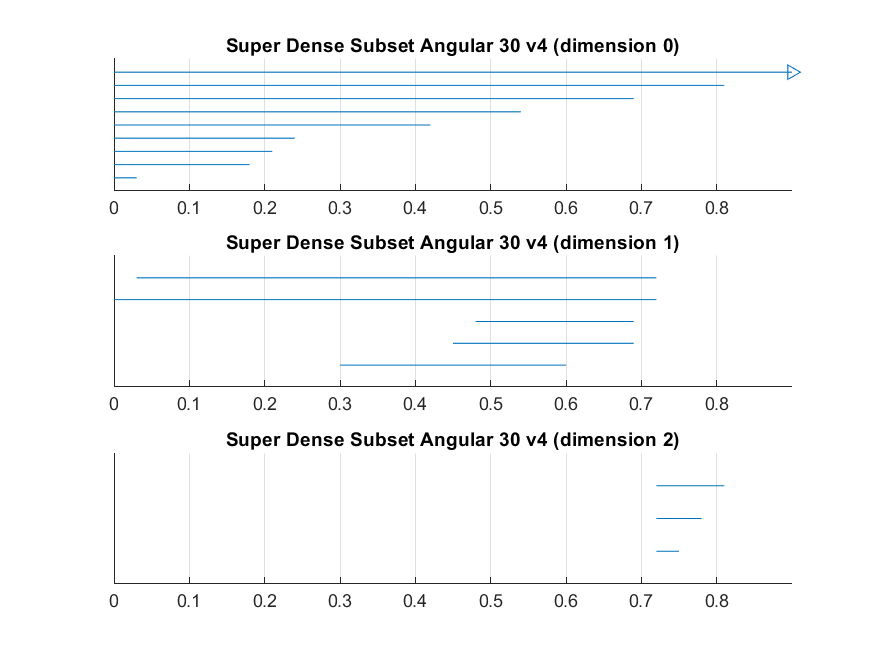 Super Dense Subset Angular 30 v4 (dimension 0)
0 0.1 0.2 0.3 0.4 0.5 0.6 0.7 0.8
Super Dense Subset Angular 30 v4 (dimension 1)
0 0.1 0.2 0.3 0.4 0.5 0.6 0.7 0.8
Super Dense Subset Angular 30 v4 (dimension 2)
0 0.1 0.2 0.3 0.4 0.5 0.6 0.7 0.8